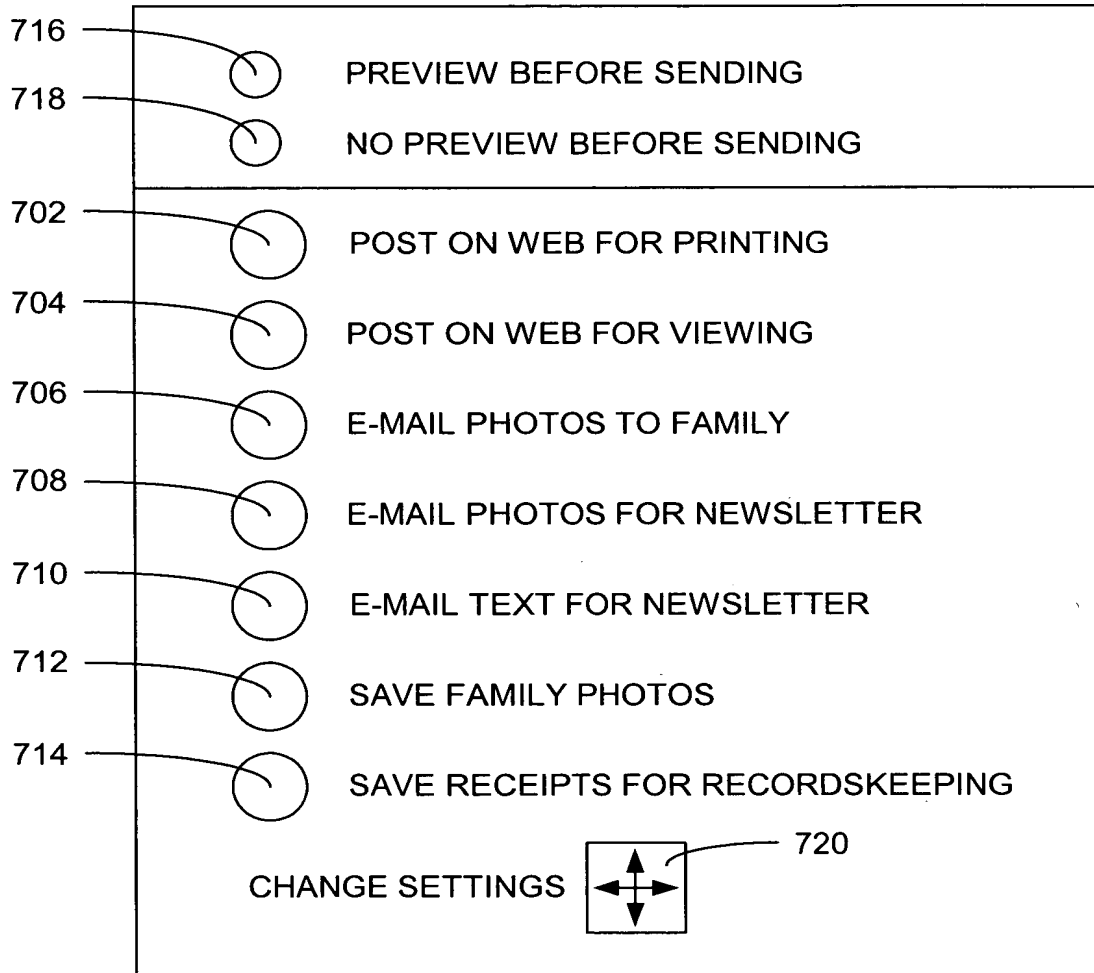 716
PREVIEW BEFORE SENDING
718
NO PREVIEW BEFORE SENDING
702
POST ON WEB FOR PRINTING
704
POST ON WEB FOR VIEWING
706
E-MAIL PHOTOS TO FAMILY
708
E-MAIL PHOTOS FOR NEWSLETTER
710
E-MAIL TEXT FOR NEWSLETTER
712
SAVE FAMILY PHOTOS
714
SAVE RECEIPTS FOR RECORDSKEEPING
720
CHANGE SETTINGS